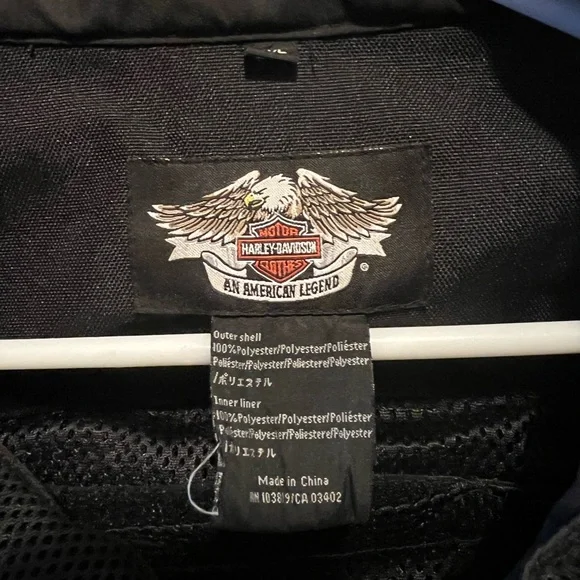 MOTOR
HARLEY-DAVIDSON
CLOTHES
AN AMERICAN LEGEND
®
Outer shell
100%Polyester/Polyester/Poliéster
Poliéster/Polyester/Poliestere/Polyester
/ポリエステル
Inner liner
100%Polyester/Polyester/Poliéster
Poliéster/Polyester/Poliestere/Polyester
/ポリエステル
Made in China
RN 103819/CA 03402